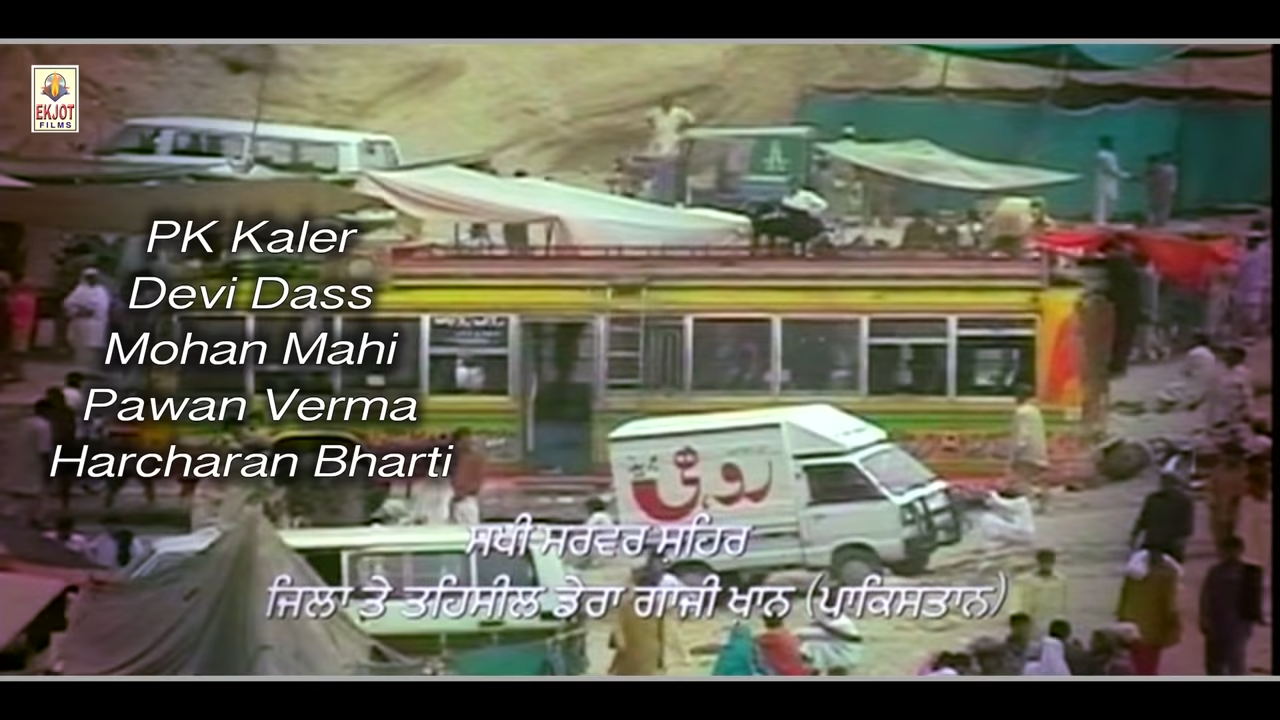 EKJOT
FILMS
PK Kaler
Devi Dass
Mohan Mahi
Pawan Verma
Harcharan Bharti
ਸਖੀ ਸਰਵਰ ਸ਼ਹਿਰ
ਜ਼ਿਲਾ ਤੇ ਤਹਿਸੀਲ ਡੇਰਾ ਗਾਜ਼ੀ ਖਾਨ (ਪਾਕਿਸਤਾਨ)